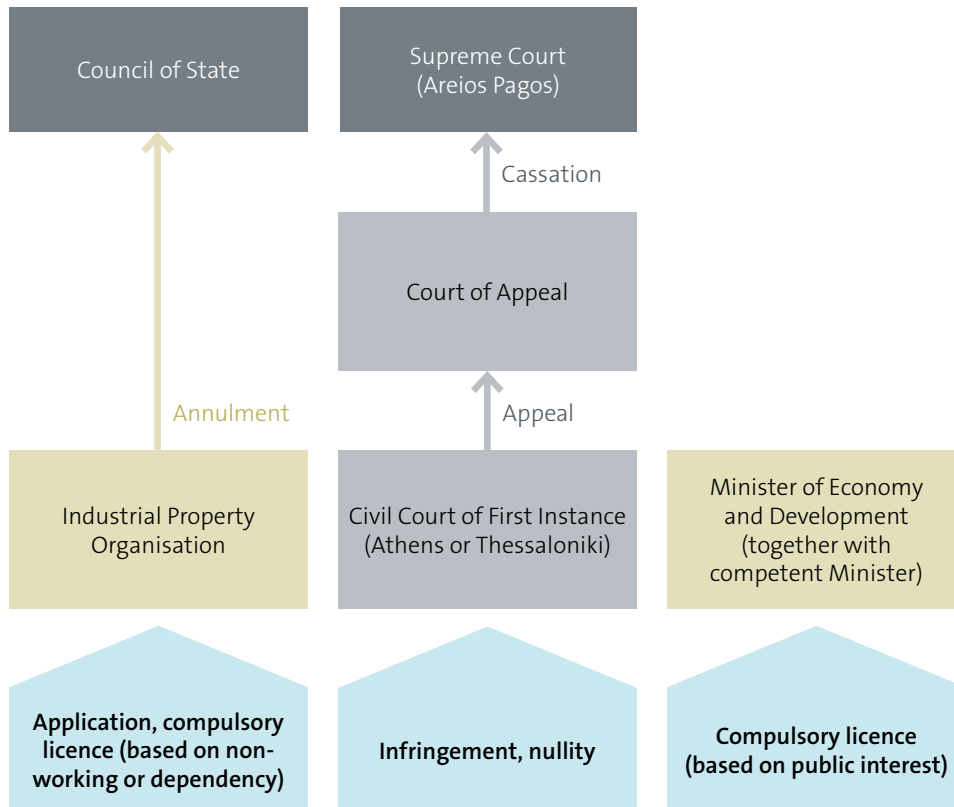 Council of State
Supreme Court
(Areios Pagos)
Cassation
Court of Appeal
Annulment
Appeal
Industrial Property
Organisation
Civil Court of First Instance
(Athens or Thessaloniki)
Minister of Economy
and Development
(together with
competent Minister)
Application, compulsory
licence (based on non-
working or dependency)
Infringement, nullity
Compulsory licence
(based on public interest)